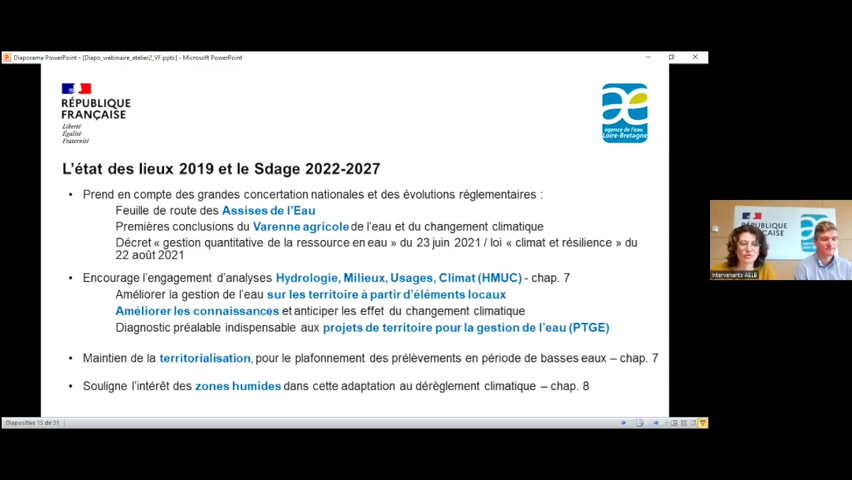 Diaporama PowerPoint - [Diapo_webinaire_atelier2_VF.pptx] - Microsoft PowerPoint
RÉPUBLIQUE
FRANÇAISE
Liberté
Égalité
Fraternité
agence de l'eau
Loire-Bretagne
L'état des lieux 2019 et le Sdage 2022-2027
• Prend en compte des grandes concertation nationales et des évolutions réglementaires :
Feuille de route des Assises de l'Eau
Premières conclusions du Varenne agricole de l'eau et du changement climatique
Décret « gestion quantitative de la ressource en eau » du 23 juin 2021 / loi « climat et résilience » du
22 août 2021
• Encourage l'engagement d'analyses Hydrologie, Milieux, Usages, Climat (HMUC) - chap. 7
Améliorer la gestion de l'eau sur les territoire à partir d'éléments locaux
Améliorer les connaissances et anticiper les effet du changement climatique
Diagnostic préalable indispensable aux projets de territoire pour la gestion de l'eau (PTGE)
• Maintien de la territorialisation, pour le plafonnement des prélèvements en période de basses eaux – chap. 7
• Souligne l'intérêt des zones humides dans cette adaptation au dérèglement climatique – chap. 8
Diapositive 15 de 31
RÉPUBLIQUE
FRANÇAISE
Intervenants AELB